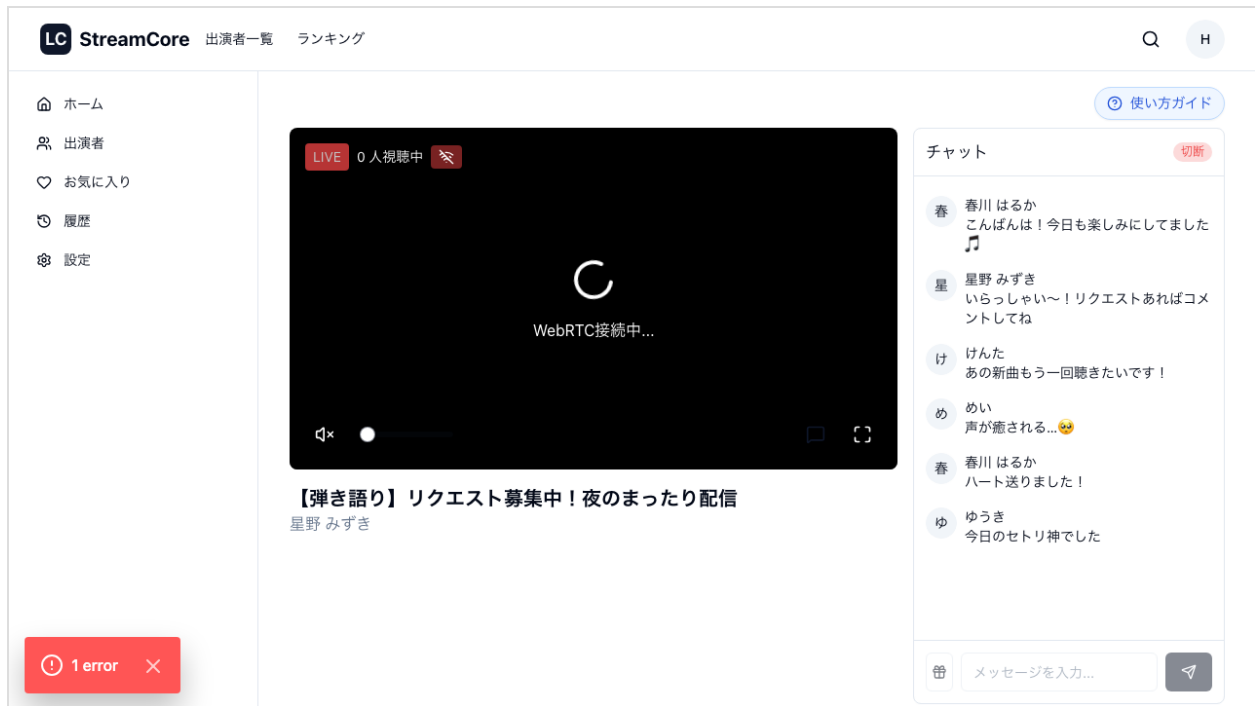 LC StreamCore 出演者一覧 ランキング H
ホーム
出演者
お気に入り
履歴
設定
使い方ガイド
LIVE 0 人視聴中
WebRTC接続中...
【弾き語り】リクエスト募集中！夜のまったり配信
星野 みずき
チャット 切断
春 春川 はるか
こんばんは！今日も楽しみにしてました
🎵
星 星野 みずき
いらっしゃい〜！リクエストあればコメ
ントしてね
け けんた
あの新曲もう一回聴きたいです！
め めい
声が癒される...🥺
春 春川 はるか
ハート送りました！
ゆ ゆうき
今日のセトリ神でした
メッセージを入力...
1 error